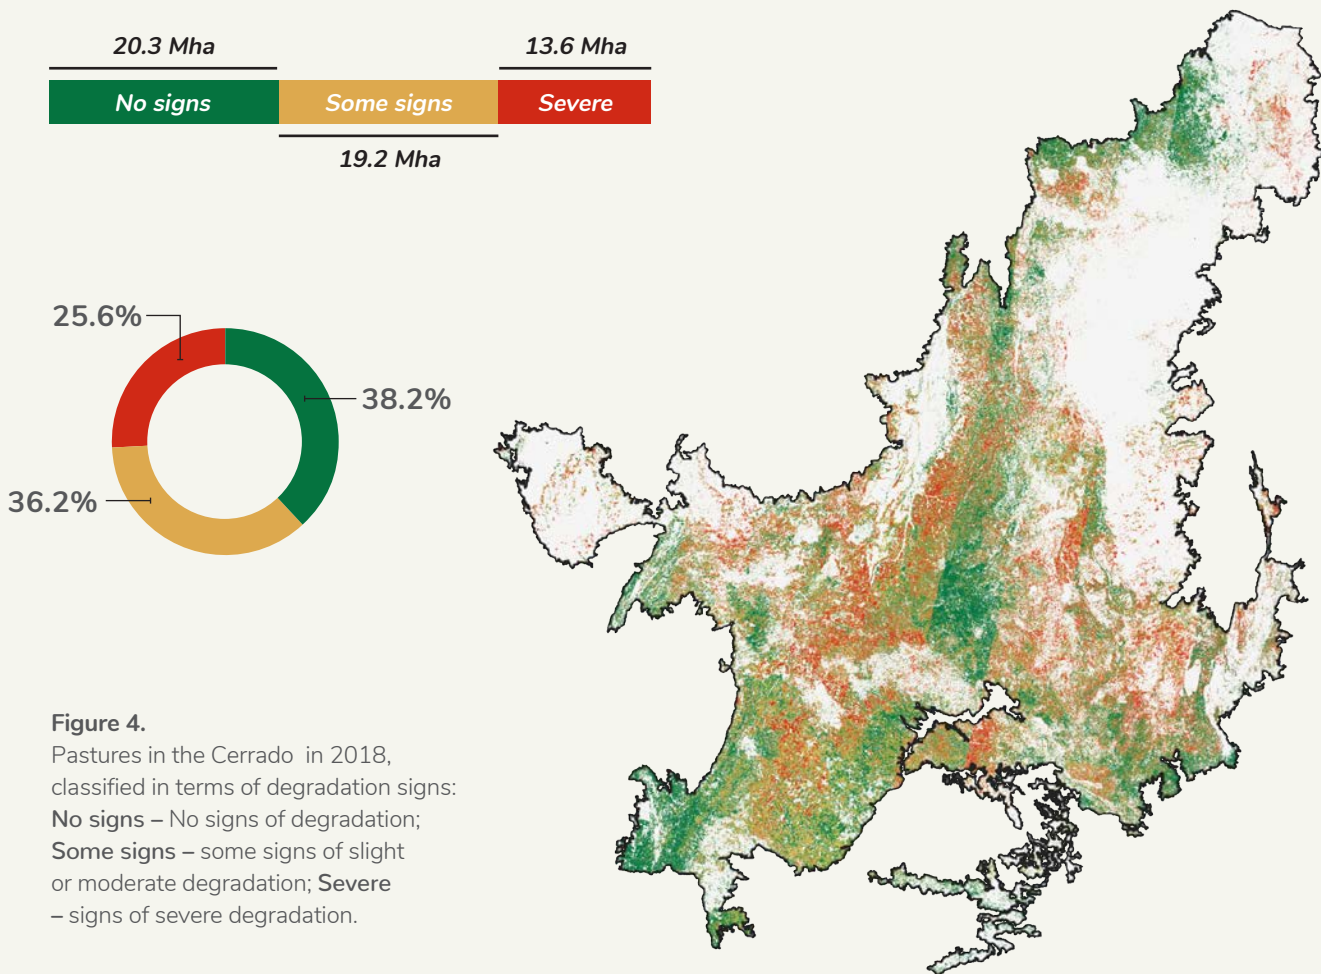 20.3 Mha
13.6 Mha
No signs
Some signs
Severe
19.2 Mha
25.6%
38.2%
36.2%
Figure 4.
Pastures in the Cerrado in 2018,
classified in terms of degradation signs:
No signs – No signs of degradation;
Some signs – some signs of slight
or moderate degradation; Severe
– signs of severe degradation.